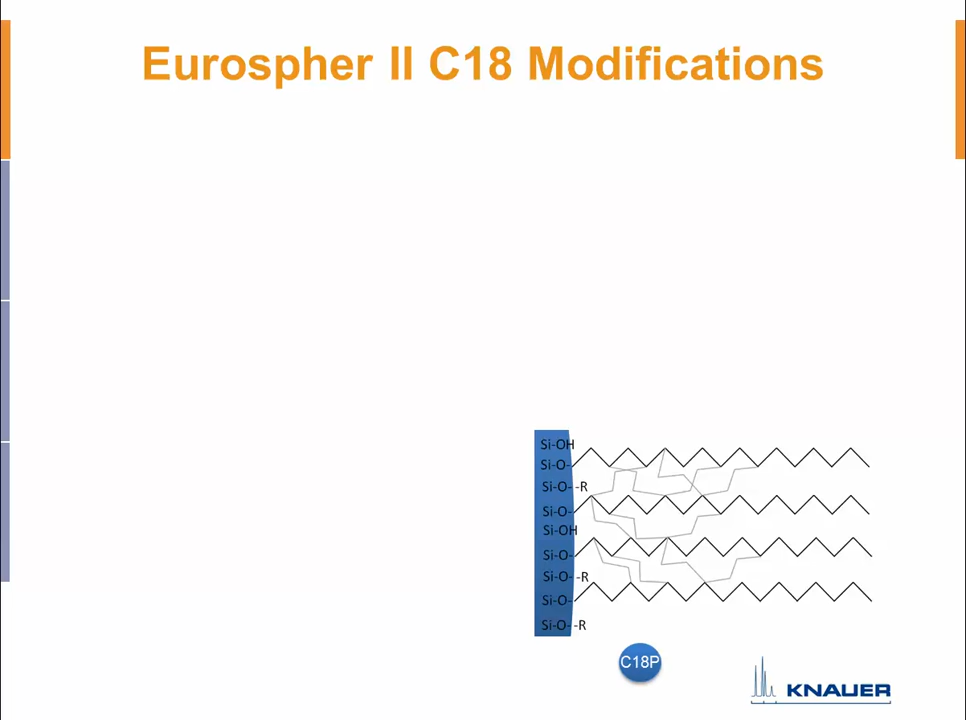 Eurospher II C18 Modifications
Si-OH
Si-O-
Si-O- -R
Si-O-
Si-OH
Si-O-
Si-O- -R
Si-O-
Si-O- -R
C18P
KNAUER